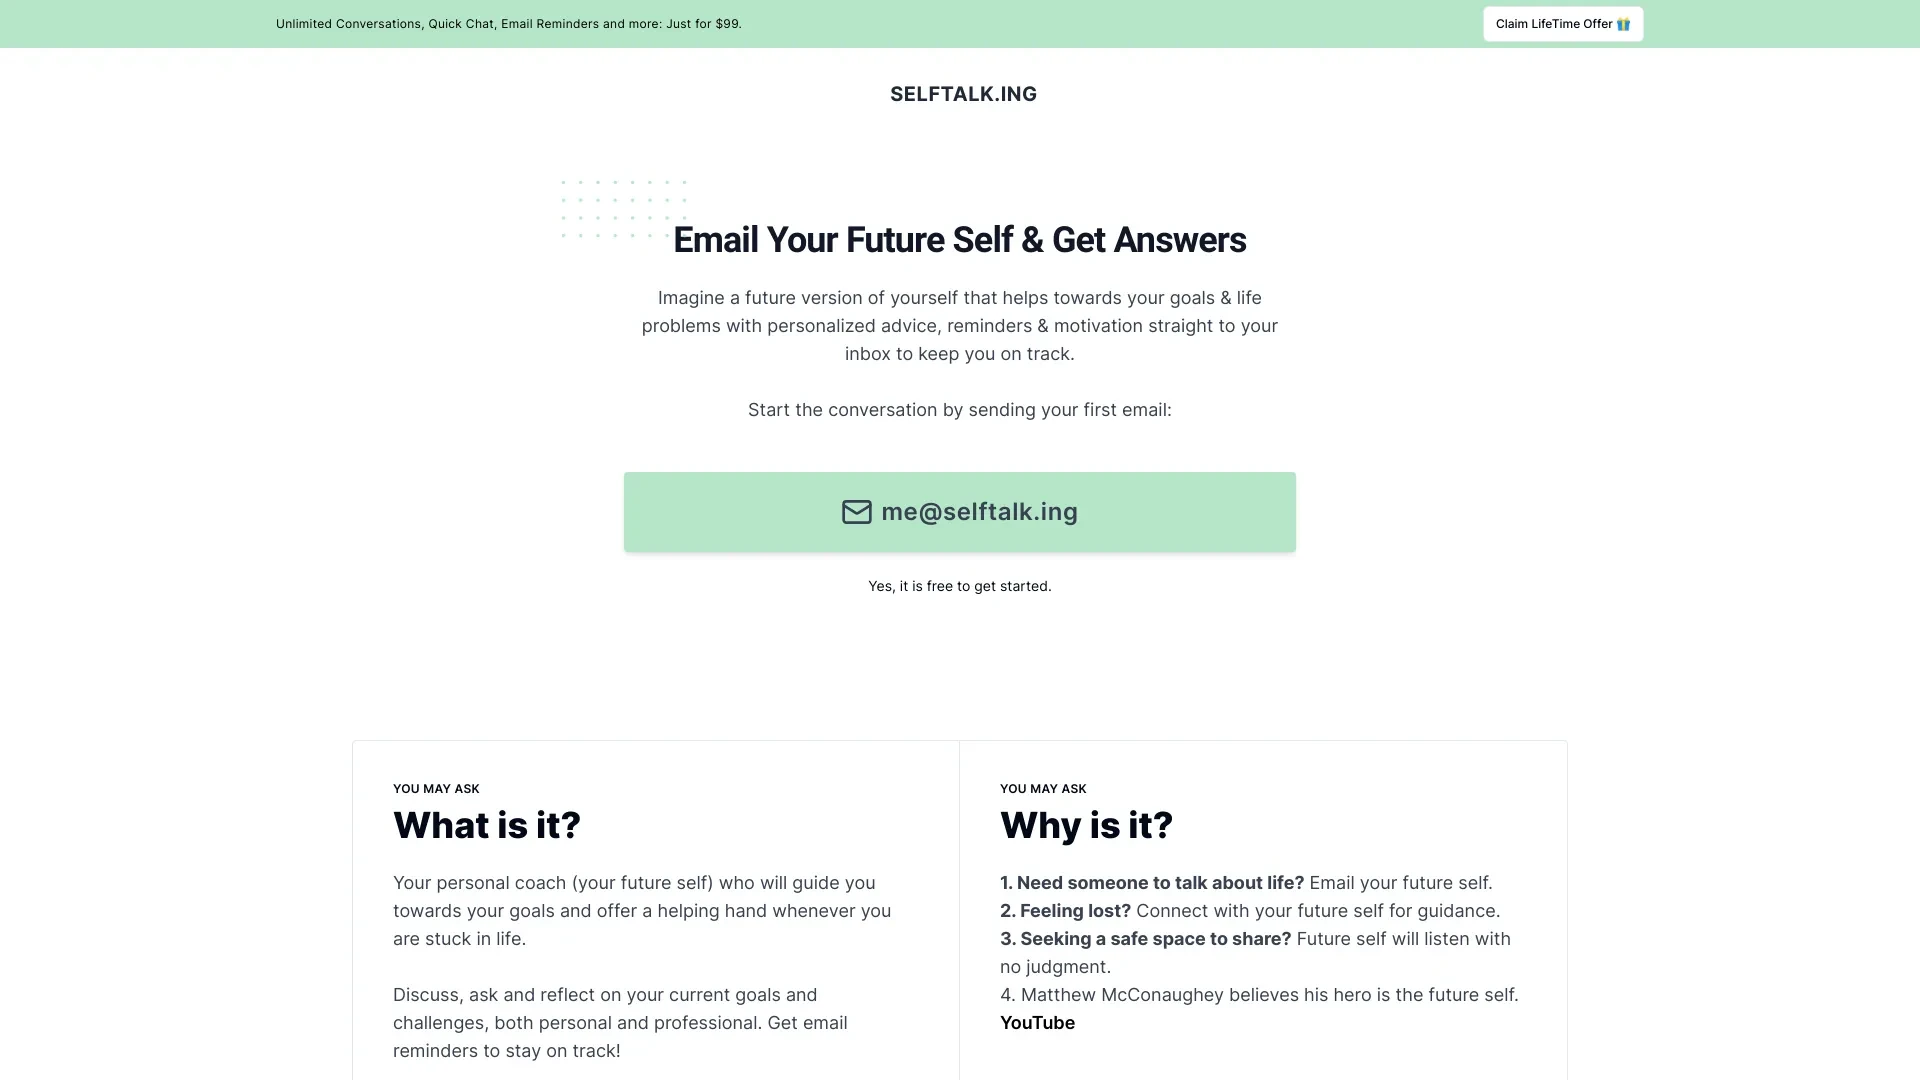 Unlimited Conversations, Quick Chat, Email Reminders and more: Just for $99.
Claim LifeTime Offer 🎁
SELFTALK.ING
Email Your Future Self & Get Answers
Imagine a future version of yourself that helps towards your goals & life
problems with personalized advice, reminders & motivation straight to your
inbox to keep you on track.
Start the conversation by sending your first email:
me@selftalk.ing
Yes, it is free to get started.
YOU MAY ASK
What is it?
Your personal coach (your future self) who will guide you
towards your goals and offer a helping hand whenever you
are stuck in life.
Discuss, ask and reflect on your current goals and
challenges, both personal and professional. Get email
reminders to stay on track!
YOU MAY ASK
Why is it?
1. Need someone to talk about life? Email your future self.
2. Feeling lost? Connect with your future self for guidance.
3. Seeking a safe space to share? Future self will listen with
no judgment.
4. Matthew McConaughey believes his hero is the future self.
YouTube